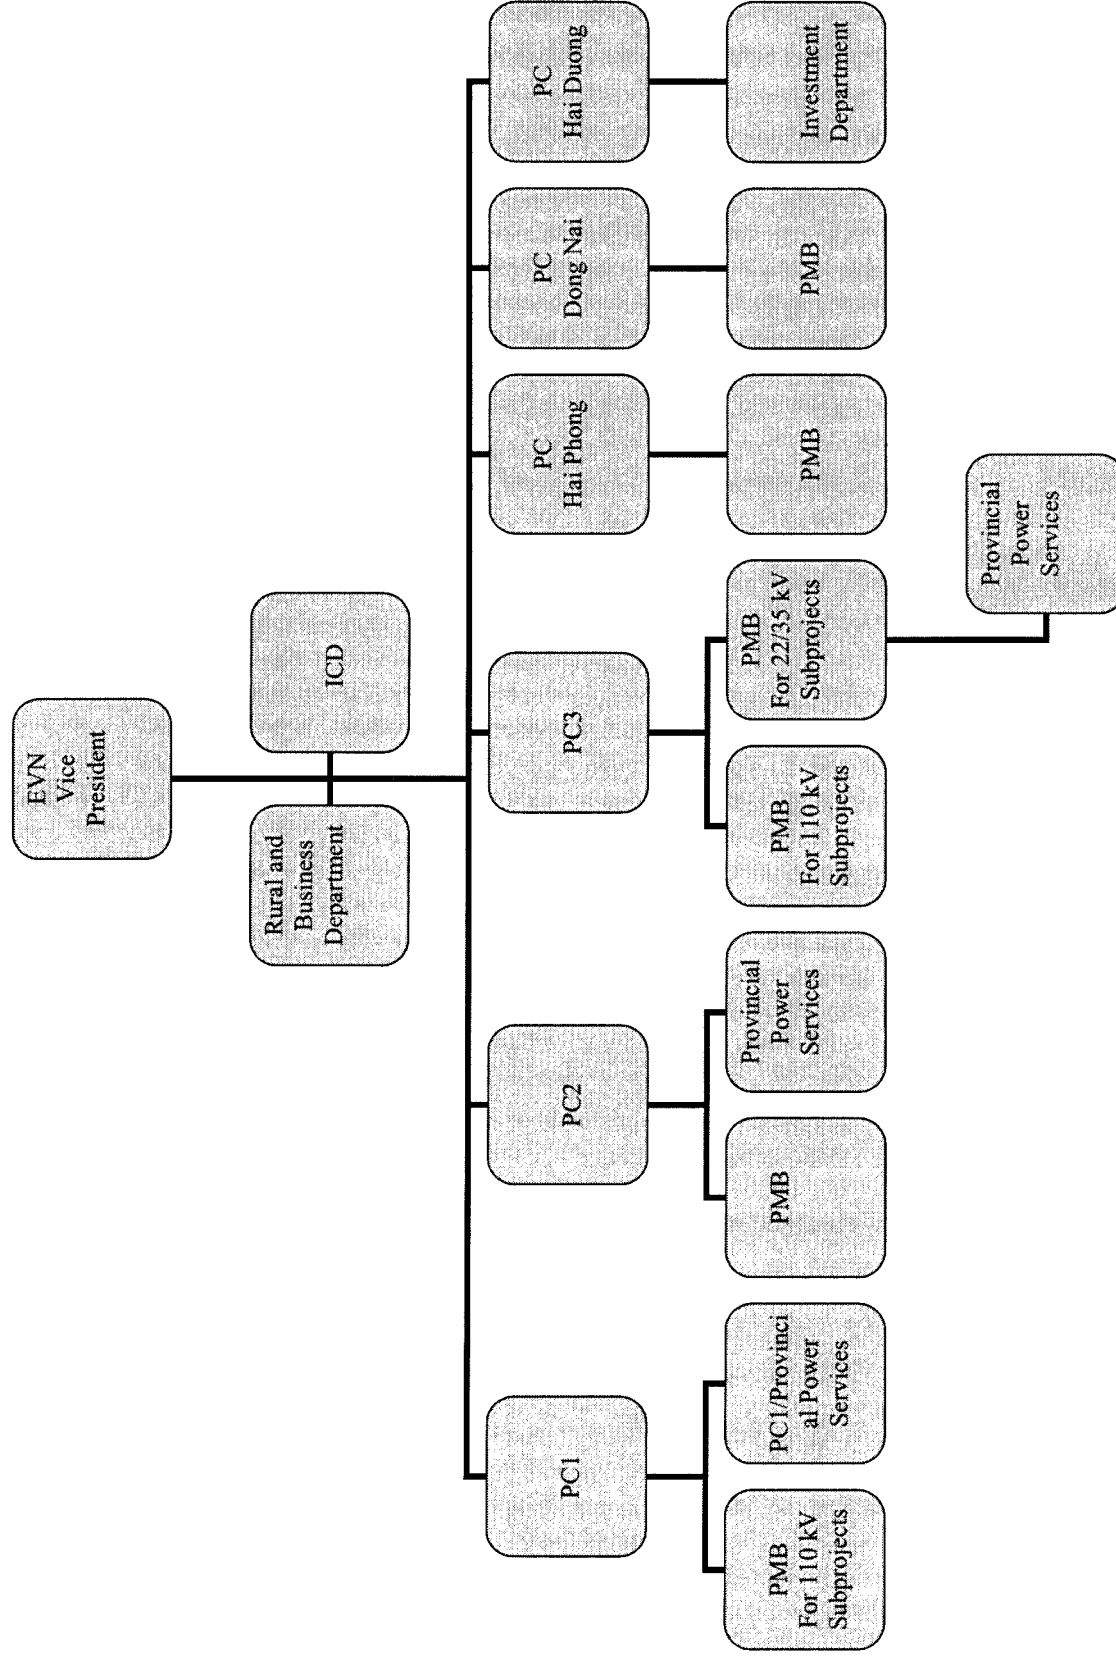 EVN
Vice
President
Rural and
Business
Department
ICD
PC1
PC2
PC3
PC
Hai Phong
PC
Dong Nai
PC
Hai Duong
PMB
For 110 kV
Subprojects
PC1/Provinci
al Power
Services
PMB
Provincial
Power
Services
PMB
For 110 kV
Subprojects
PMB
For 22/35 kV
Subprojects
PMB
PMB
Investment
Department
Provincial
Power
Services